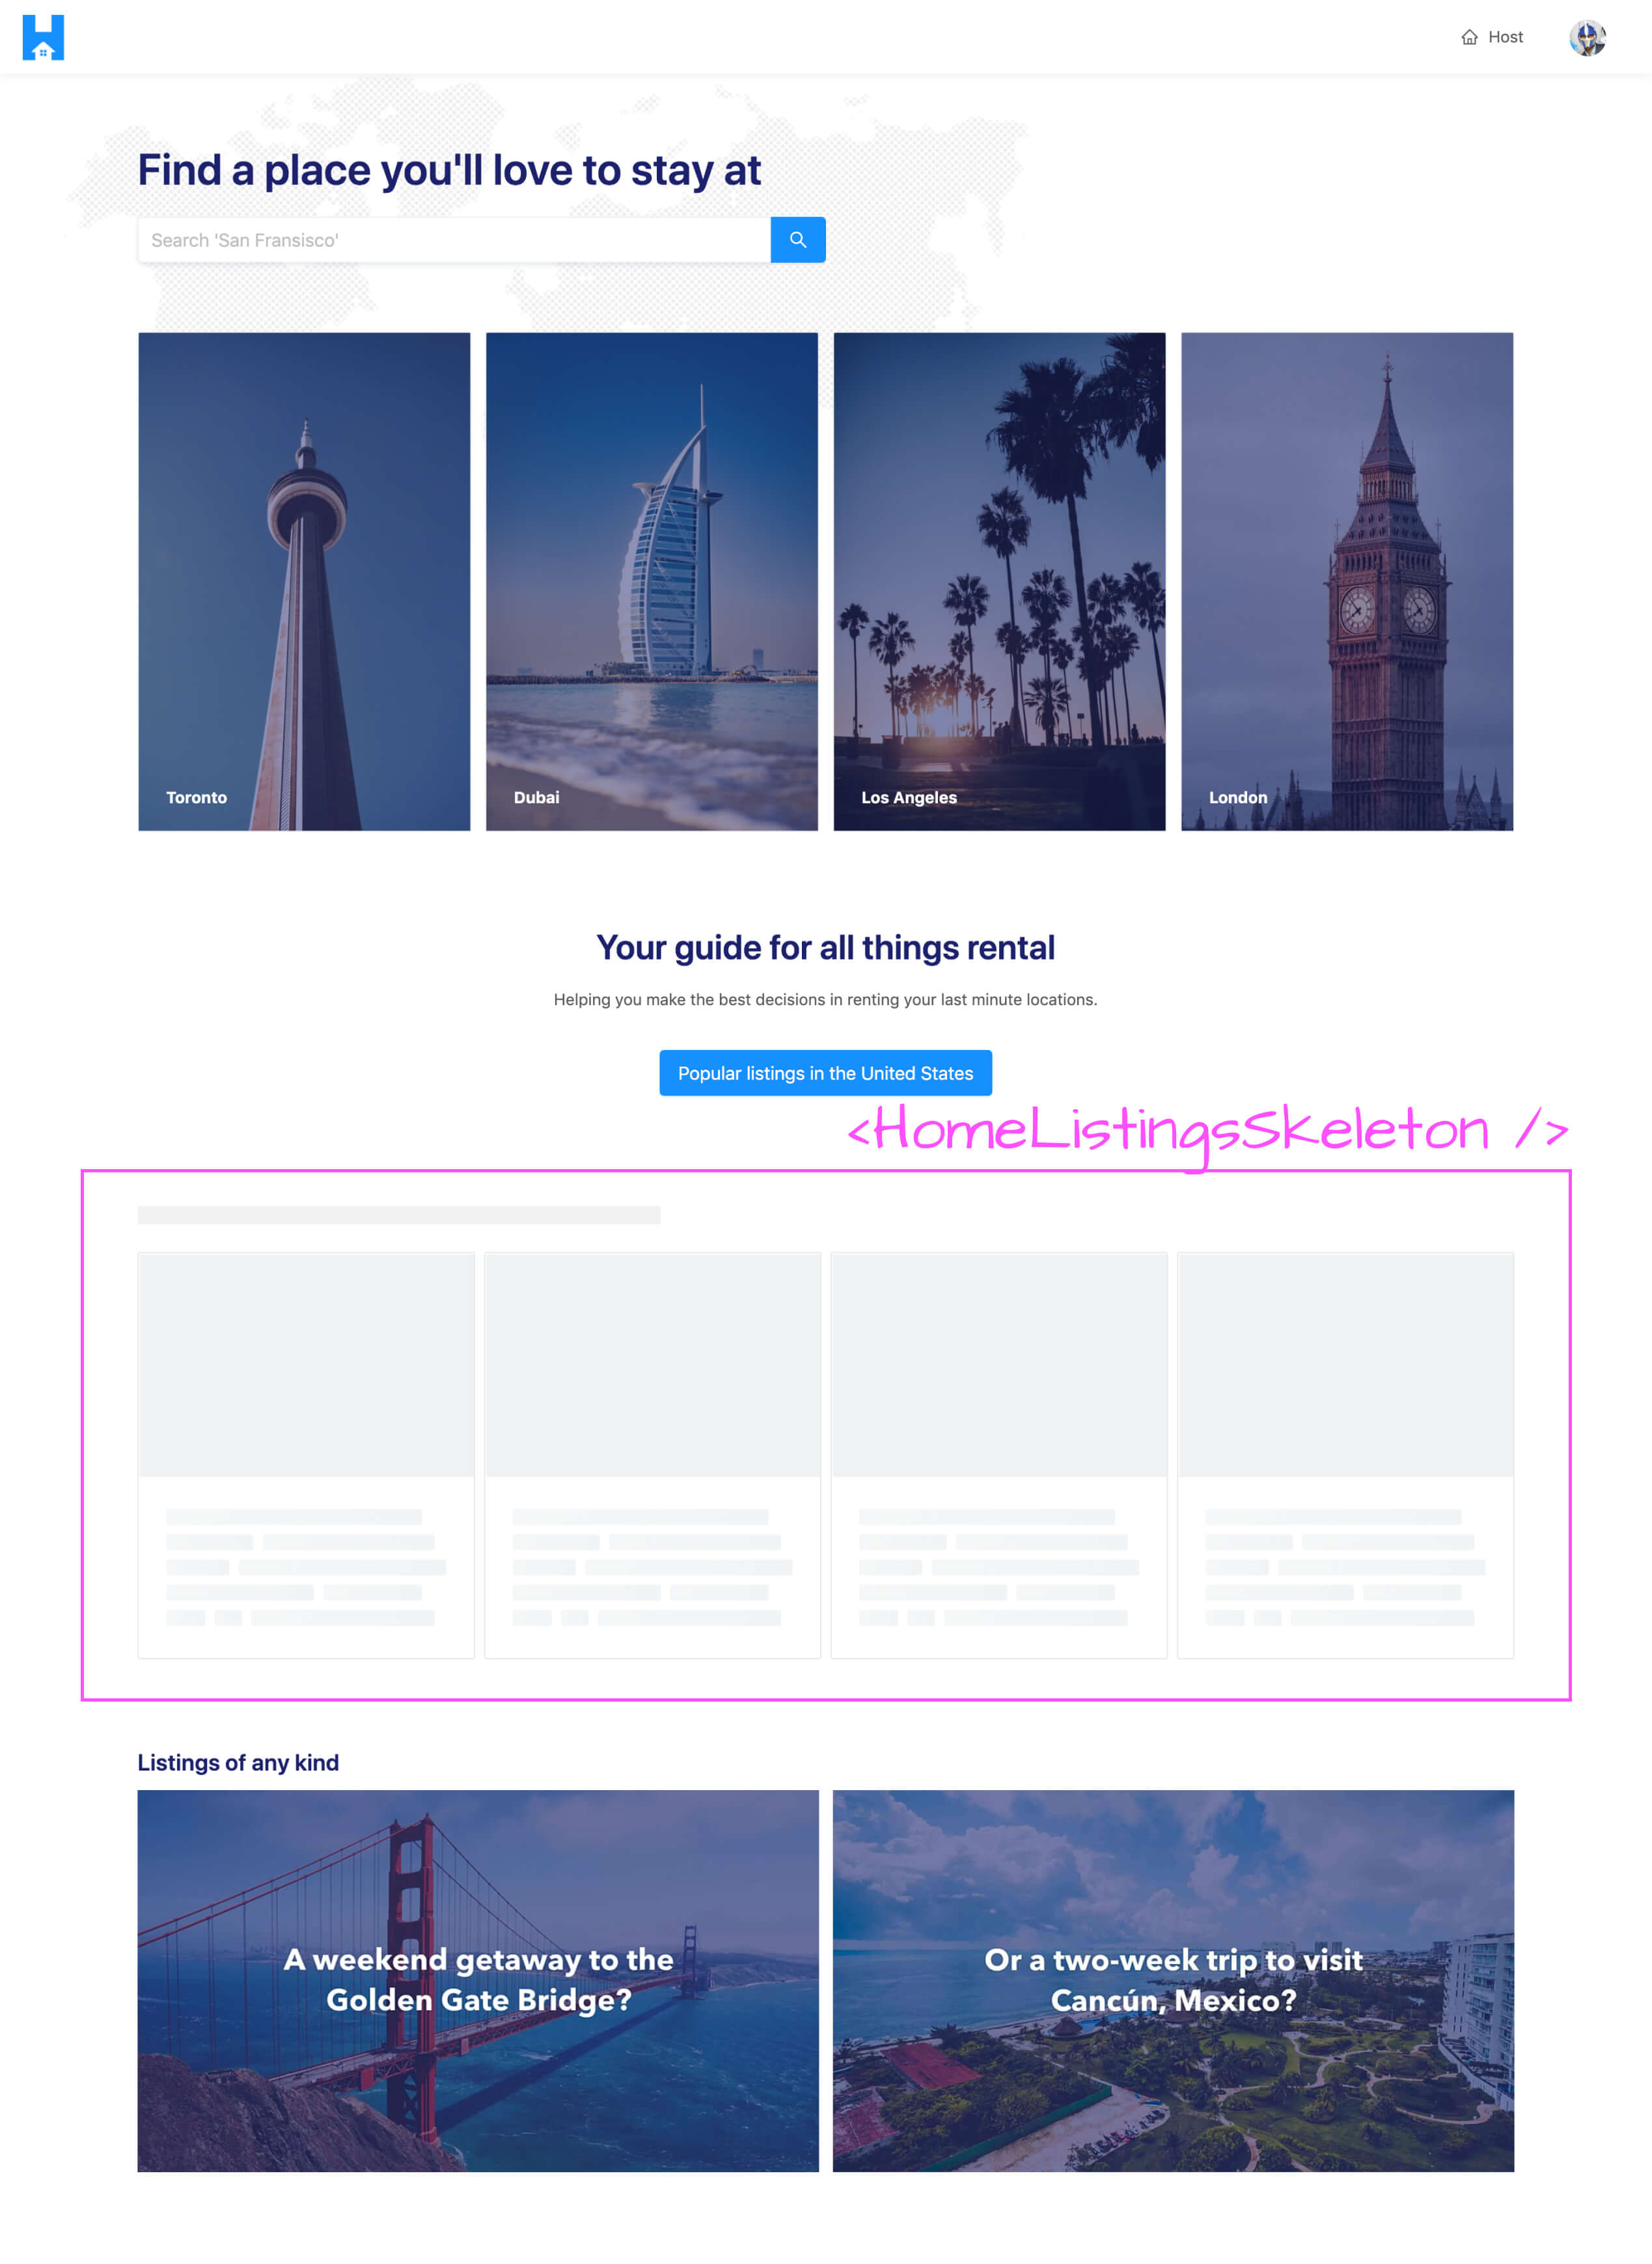 Host
Find a place you'll love to stay at
Search 'San Fransisco'
Toronto
Dubai
Los Angeles
London
Your guide for all things rental
Helping you make the best decisions in renting your last minute locations.
Popular listings in the United States
<HomeListingsSkeleton />
Listings of any kind
A weekend getaway to the
Golden Gate Bridge?
Or a two-week trip to visit
Cancún, Mexico?